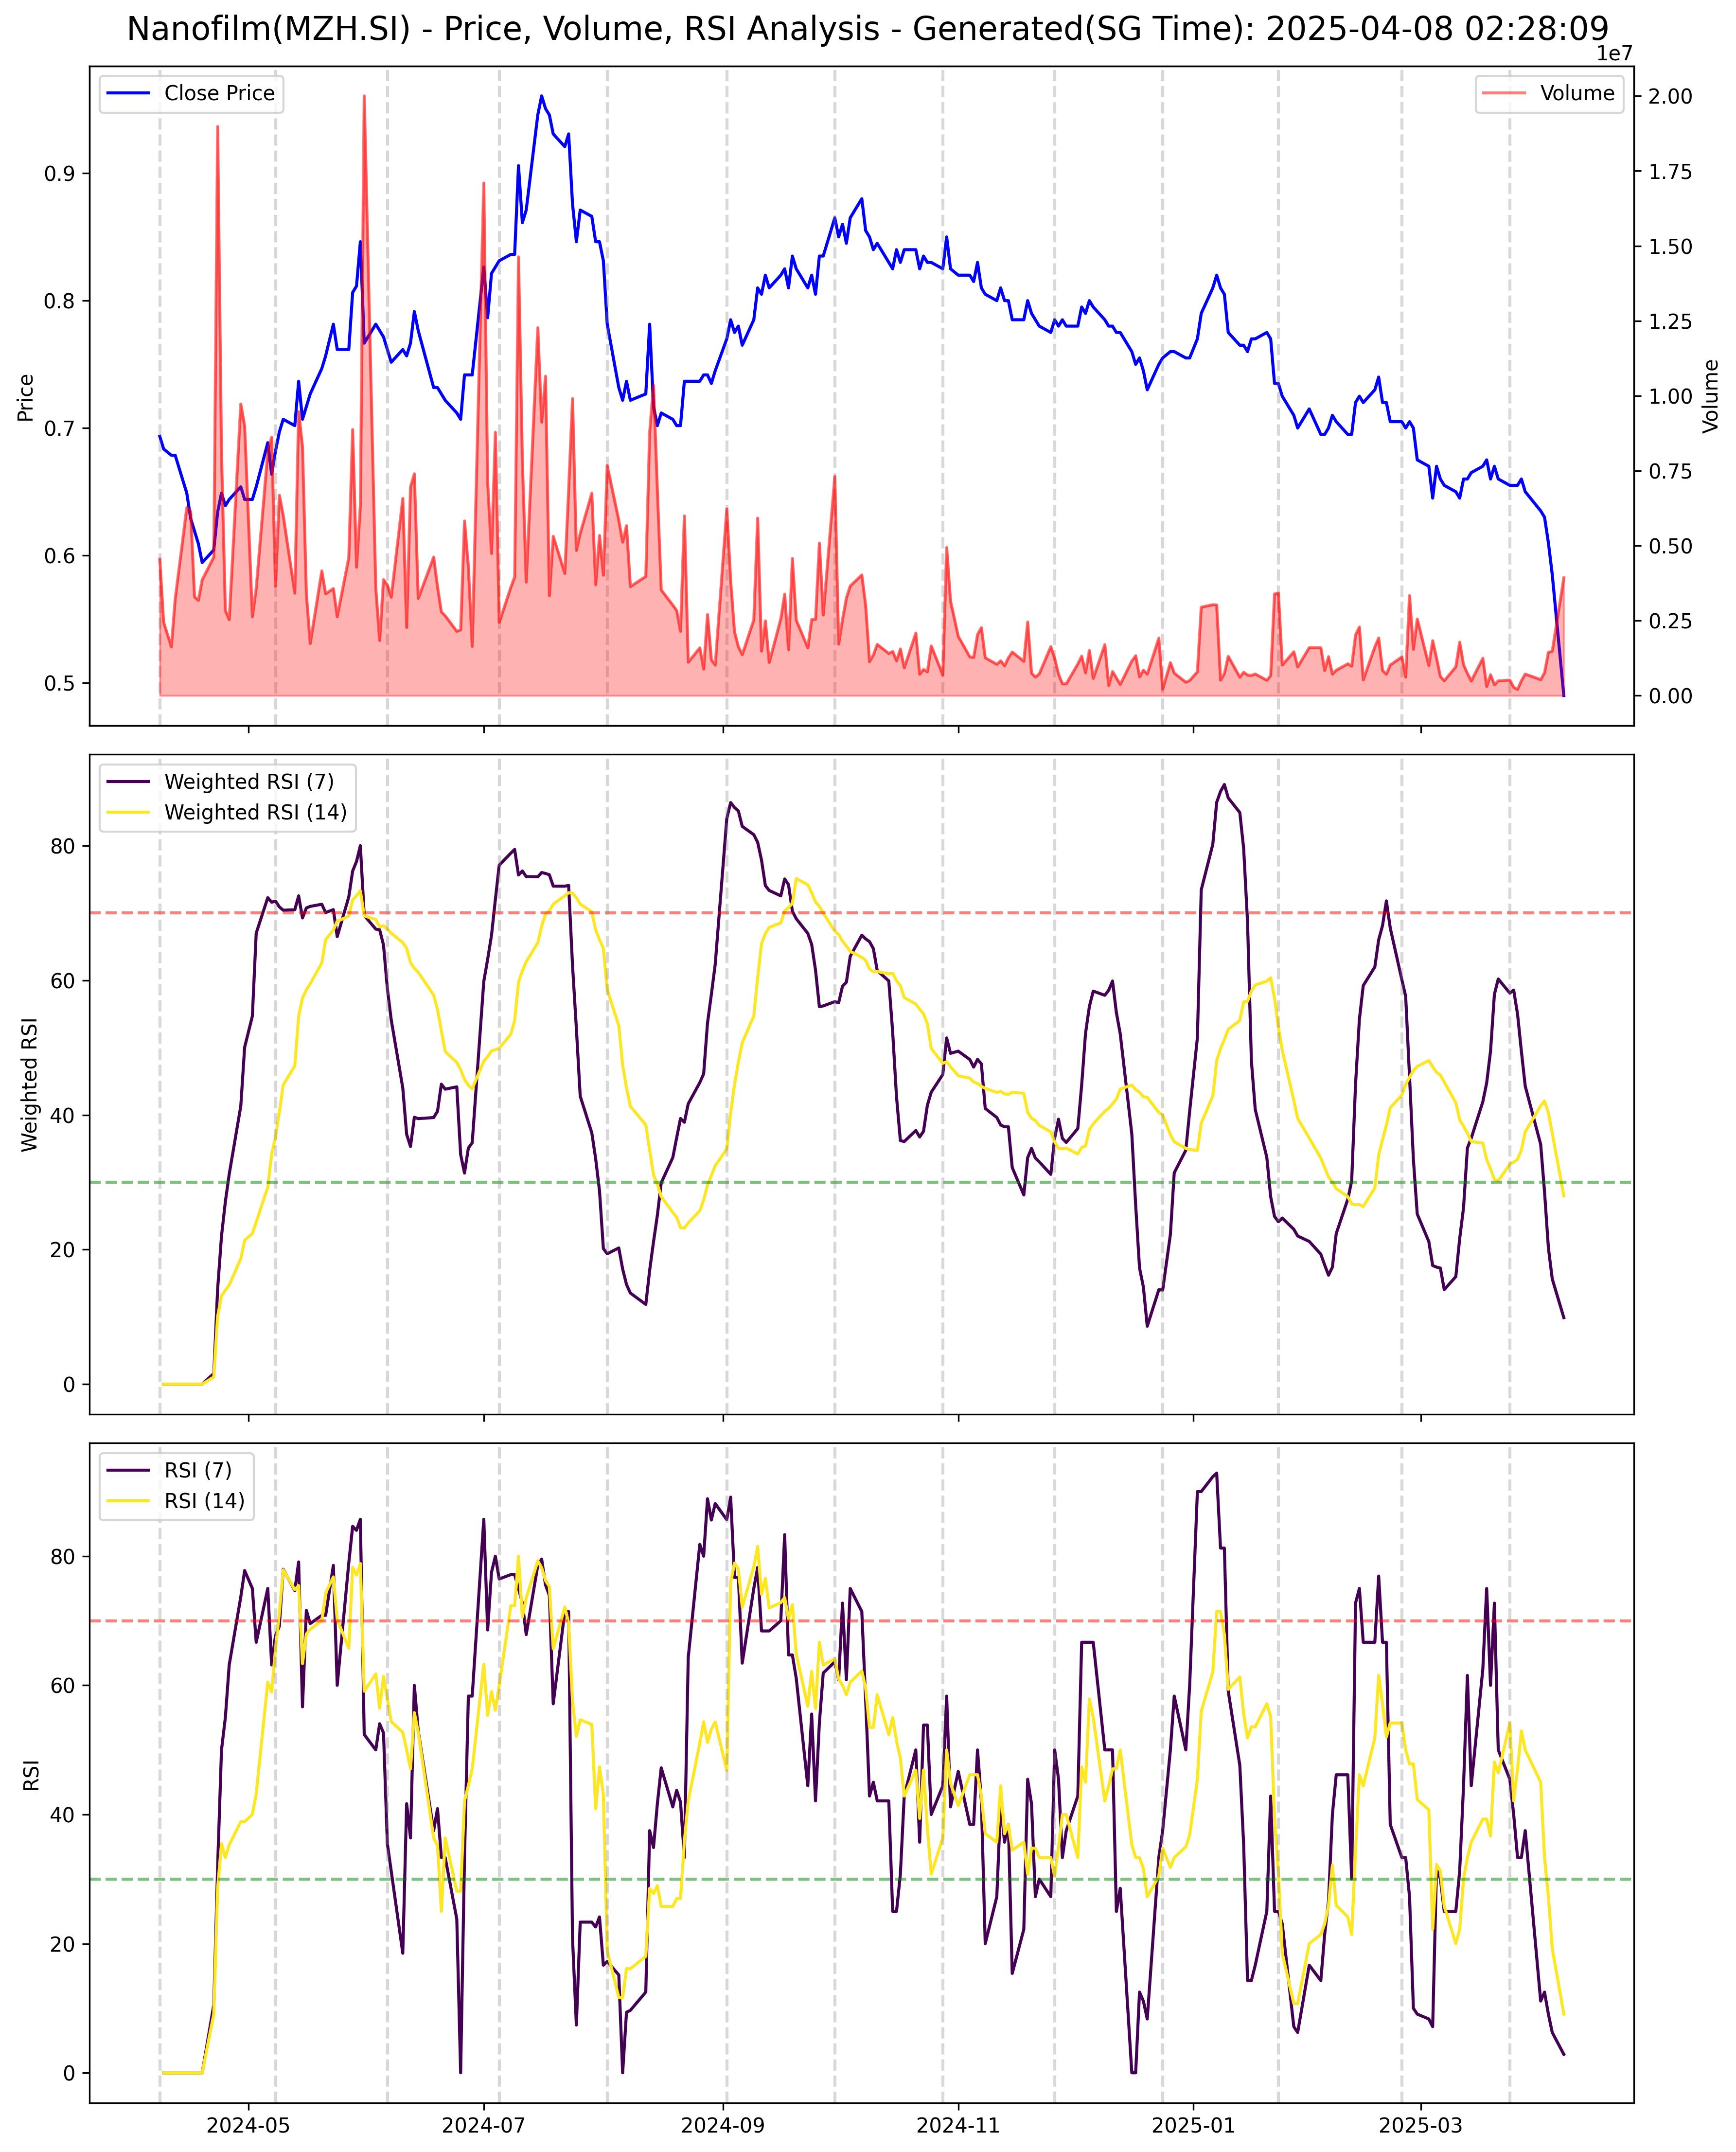 Nanofilm(MZH.SI) - Price, Volume, RSI Analysis - Generated(SG Time): 2025-04-08 02:28:09
1e7
Close Price
Volume
0.9
0.8
0.7
0.6
0.5
Price
2.00
1.75
1.50
1.25
1.00
0.75
0.50
0.25
0.00
Volume
Weighted RSI (7)
Weighted RSI (14)
80
60
40
20
0
Weighted RSI
RSI (7)
RSI (14)
80
60
40
20
0
RSI
2024-05
2024-07
2024-09
2024-11
2025-01
2025-03